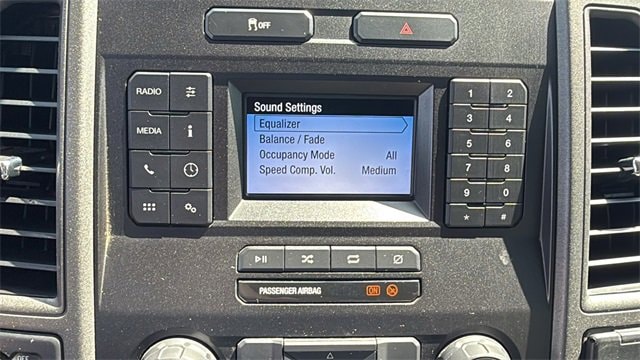 OFF
RADIO
MEDIA
i
Sound Settings
Equalizer
Balance / Fade
Occupancy Mode All
Speed Comp. Vol. Medium
1 2
3 4
5 6
7 8
9 0
* #
PASSENGER AIRBAG ON
OFF